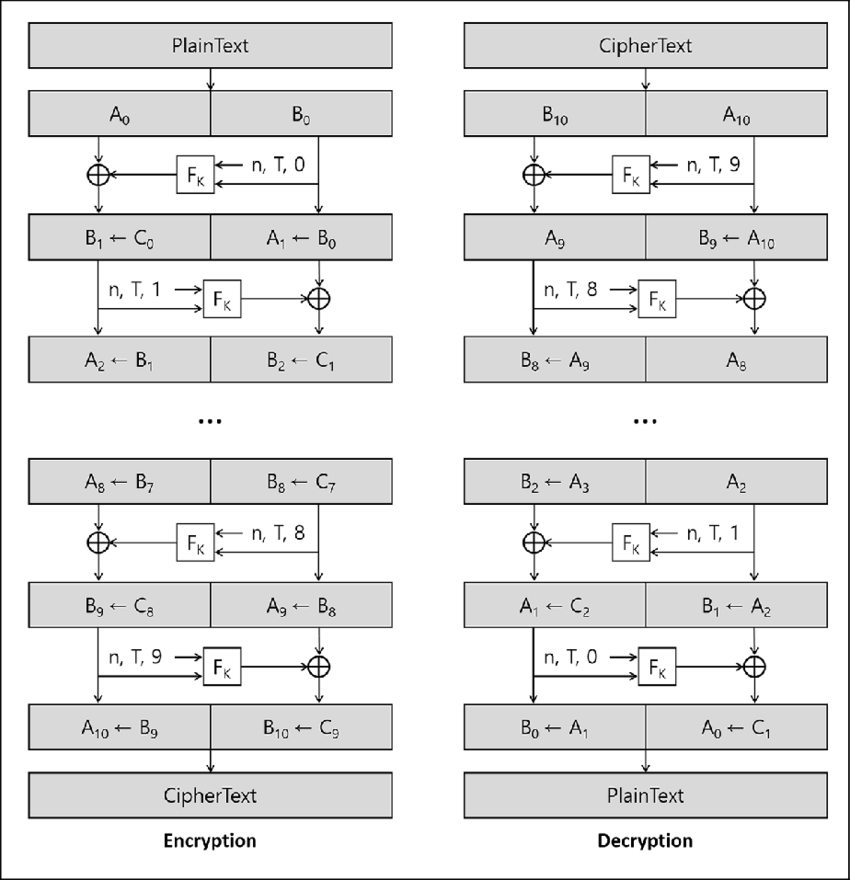 PlainText
A₀ B₀
F_K n, T, 0
B₁ ← C₀ A₁ ← B₀
n, T, 1 F_K
A₂ ← B₁ B₂ ← C₁
...
A₈ ← B₇ B₈ ← C₇
F_K n, T, 8
B₉ ← C₈ A₉ ← B₈
n, T, 9 F_K
A₁₀ ← B₉ B₁₀ ← C₉
CipherText
Encryption
CipherText
B₁₀ A₁₀
F_K n, T, 9
A₉ B₉ ← A₁₀
n, T, 8 F_K
B₈ ← A₉ A₈
...
B₂ ← A₃ A₂
F_K n, T, 1
A₁ ← C₂ B₁ ← A₂
n, T, 0 F_K
B₀ ← A₁ A₀ ← C₁
PlainText
Decryption